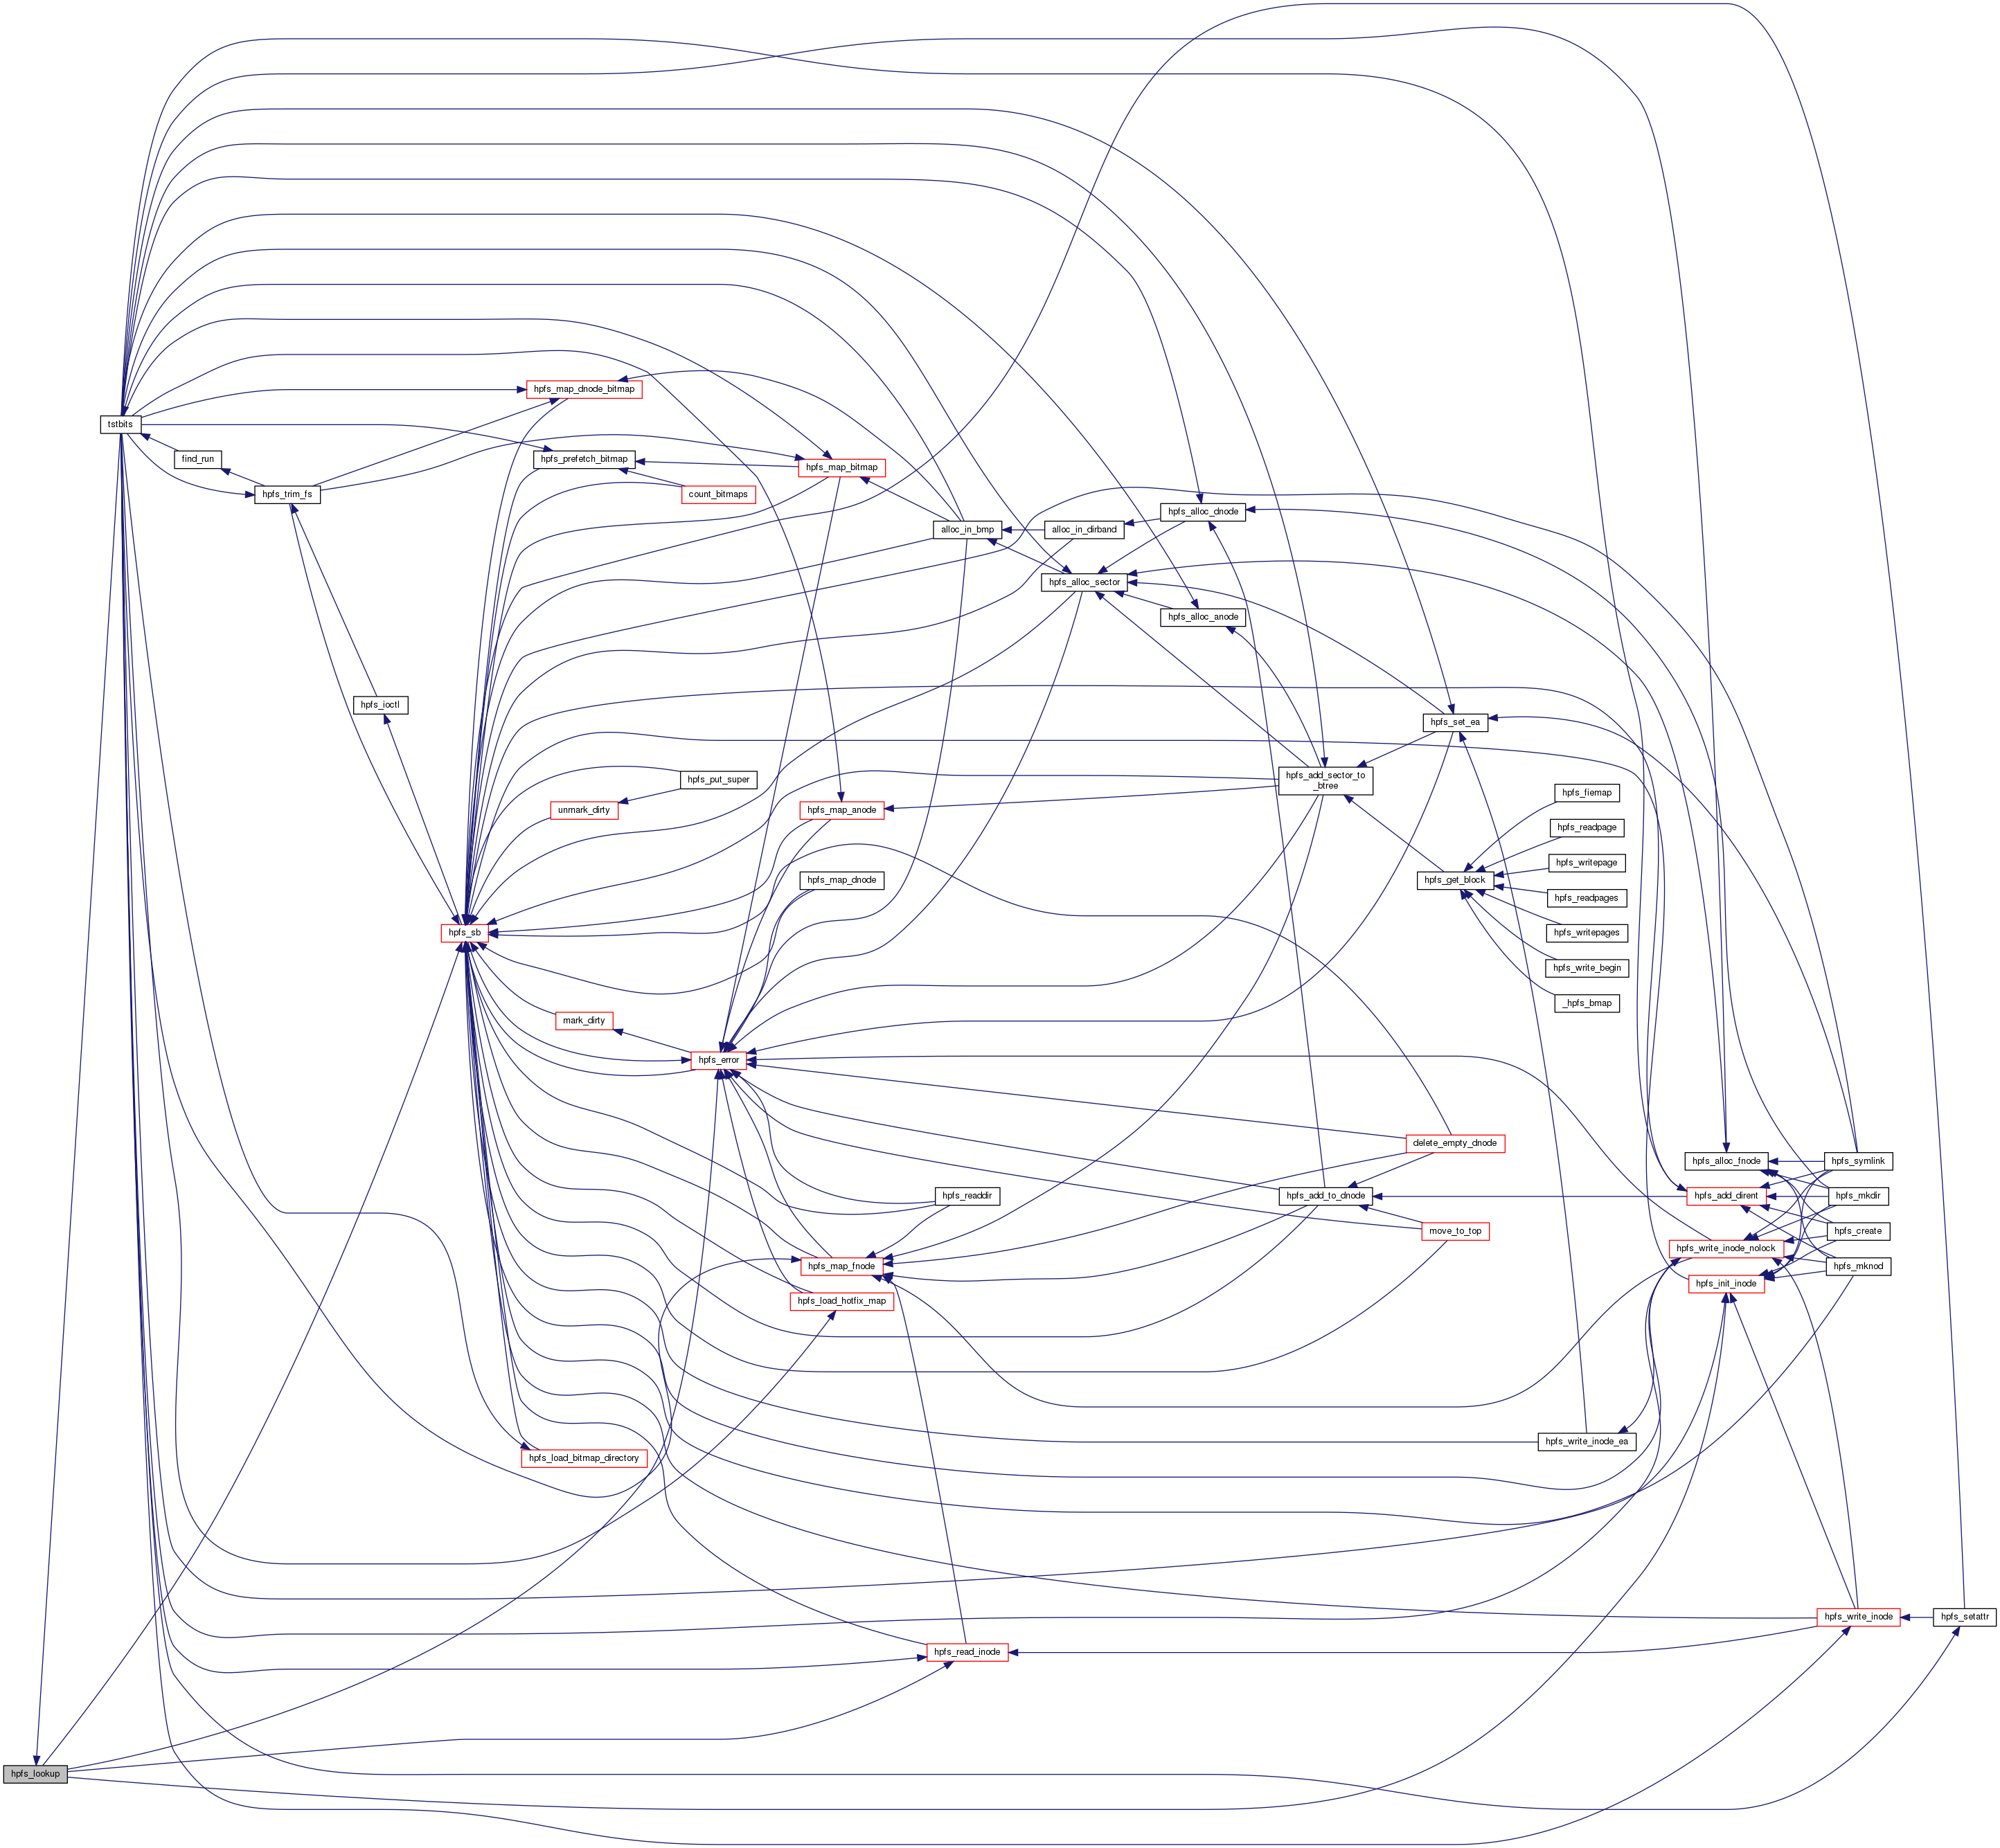 hpfs_map_dnode_bitmap
tstbits
find_run
hpfs_prefetch_bitmap
hpfs_map_bitmap
hpfs_trim_fs
count_bitmaps
hpfs_alloc_dnode
alloc_in_bmp
alloc_in_dirband
hpfs_alloc_sector
hpfs_alloc_anode
hpfs_ioctl
hpfs_set_ea
hpfs_put_super
hpfs_add_sector_to
_btree
hpfs_fiemap
unmark_dirty
hpfs_map_anode
hpfs_readpage
hpfs_writepage
hpfs_map_dnode
hpfs_get_block
hpfs_readpages
hpfs_sb
hpfs_writepages
hpfs_write_begin
_hpfs_bmap
mark_dirty
hpfs_error
delete_empty_dnode
hpfs_alloc_fnode
hpfs_symlink
hpfs_readdir
hpfs_add_to_dnode
hpfs_add_dirent
hpfs_mkdir
move_to_top
hpfs_create
hpfs_write_inode_nolock
hpfs_map_fnode
hpfs_mknod
hpfs_init_inode
hpfs_load_hotfix_map
hpfs_write_inode_ea
hpfs_load_bitmap_directory
hpfs_write_inode
hpfs_setattr
hpfs_read_inode
hpfs_lookup